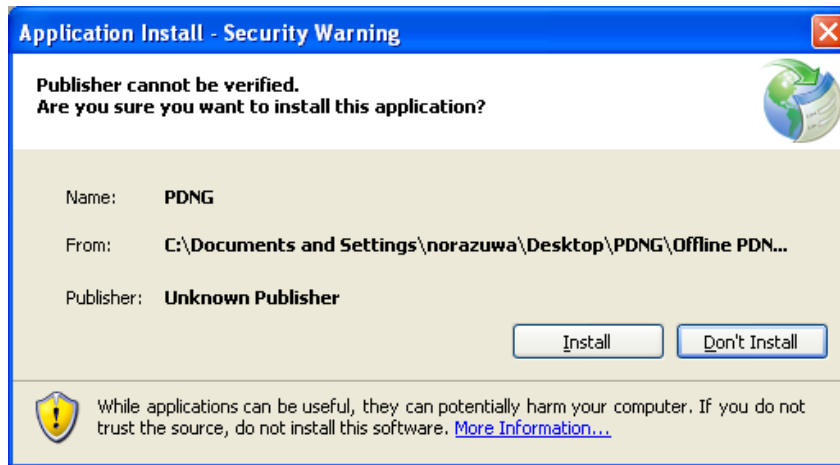 Application Install - Security Warning
Publisher cannot be verified.
Are you sure you want to install this application?
Name: PDNG
From: C:\Documents and Settings\norazuwa\Desktop\PDNG\Offline PDN...
Publisher: Unknown Publisher
Install Don't Install
While applications can be useful, they can potentially harm your computer. If you do not
trust the source, do not install this software. More Information...